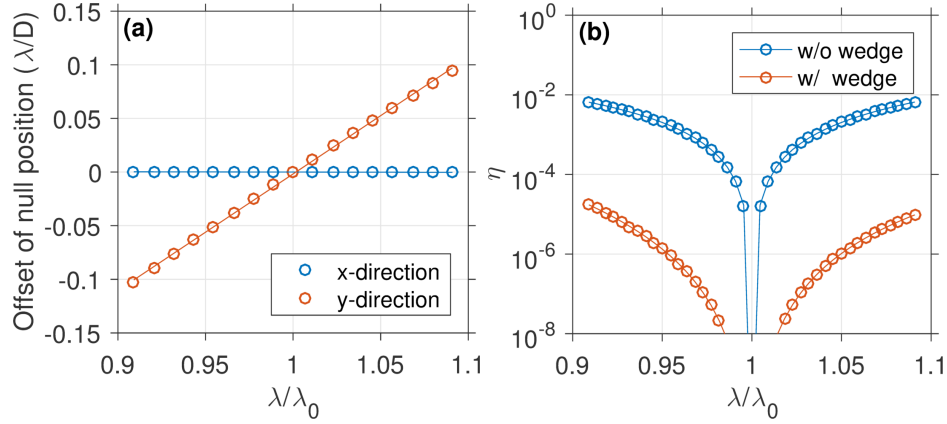 (a)
Offset of null position (λ/D)
0.15
0.1
0.05
0
-0.05
-0.1
-0.15
x-direction
y-direction
0.9 0.95 1 1.05 1.1
λ/λ0
(b)
η
10^0
10^-2
10^-4
10^-6
10^-8
w/o wedge
w/ wedge
0.9 0.95 1 1.05 1.1
λ/λ0